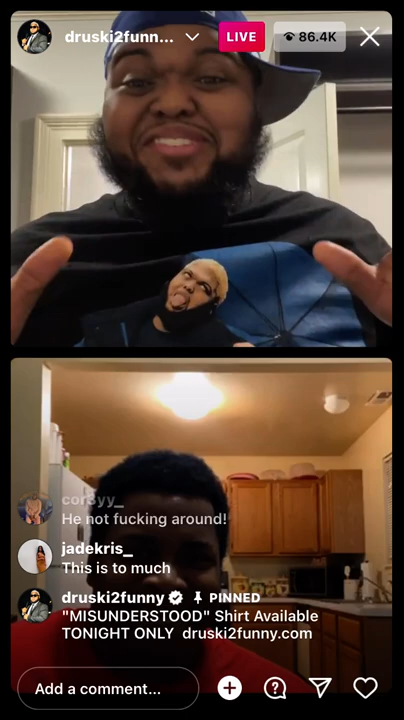 druski2funn...
LIVE
86.4K
cor3yy_
He not fucking around!
jadekris_
This is to much
druski2funny PINNED
"MISUNDERSTOOD" Shirt Available
TONIGHT ONLY druski2funny.com
Add a comment...